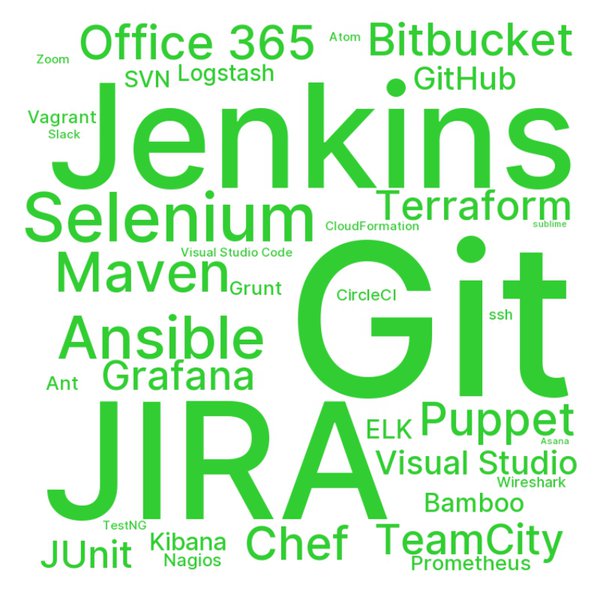 Office 365
Atom
Bitbucket
Zoom
SVN
Logstash
GitHub
Jenkins
Vagrant
Slack
Selenium
Terraform
CloudFormation
sublime
Visual Studio Code
Maven
Grunt
Git
CircleCI
ssh
Ansible
Ant
Grafana
JIRA
ELK
Puppet
Asana
Visual Studio
Wireshark
Bamboo
TestNG
JUnit
Kibana
Nagios
Chef
TeamCity
Prometheus